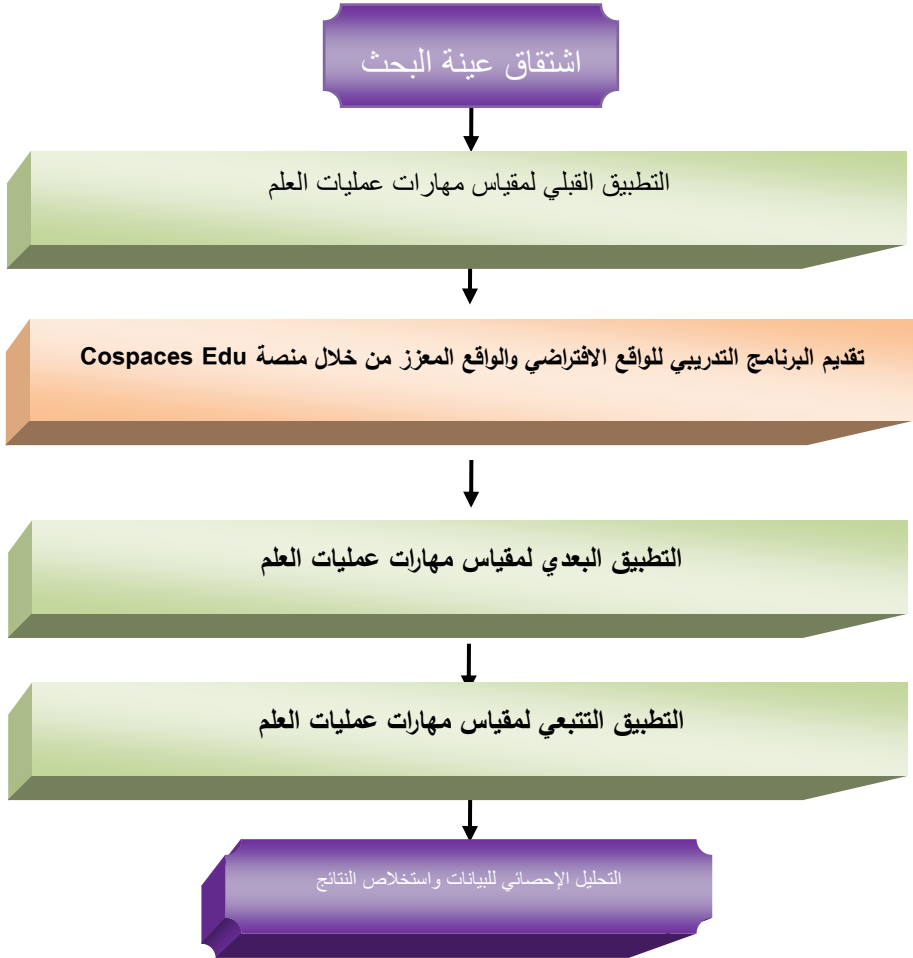 اشتقاق عينة البحث
التطبيق القبلي لمقياس مهارات عمليات العلم
تقديم البرنامج التدريبي للواقع الافتراضي والواقع المعزز من خلال منصة Cospaces Edu
التطبيق البعدي لمقياس مهارات عمليات العلم
التطبيق التتبعي لمقياس مهارات عمليات العلم
التحليل الإحصائي للبيانات واستخلاص النتائج